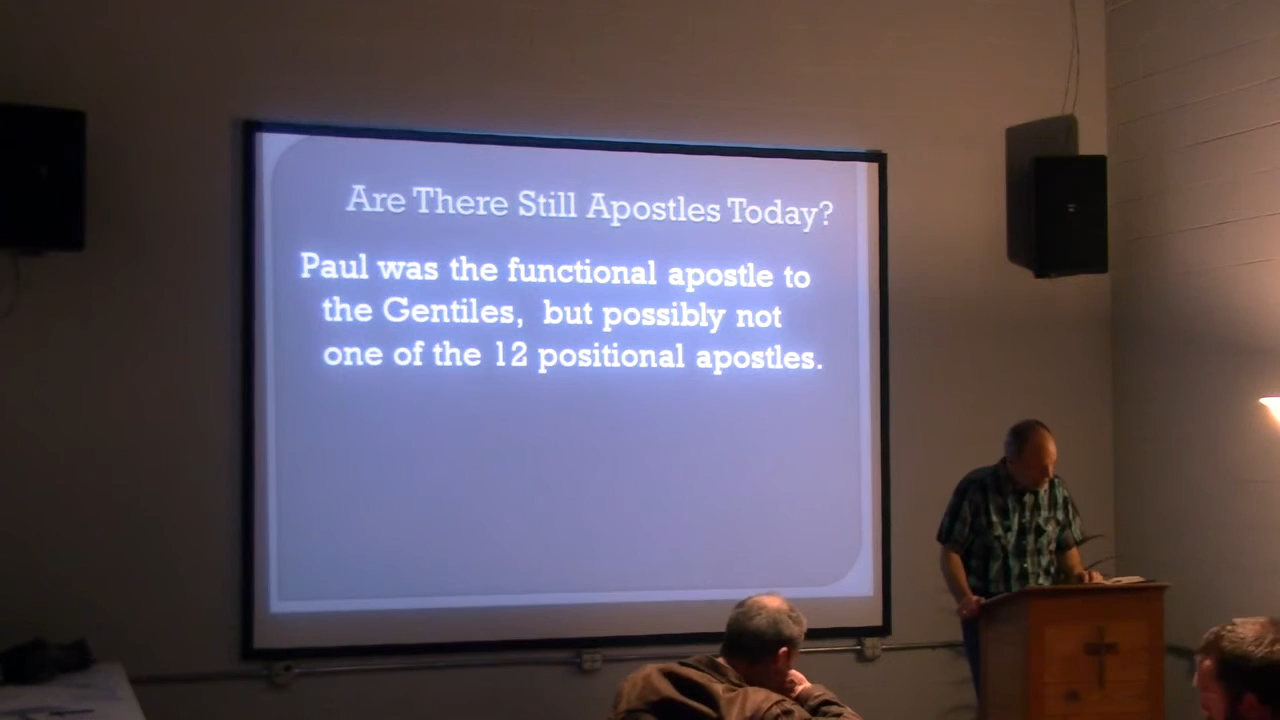 Are There Still Apostles Today?
Paul was the functional apostle to
the Gentiles, but possibly not
one of the 12 positional apostles.